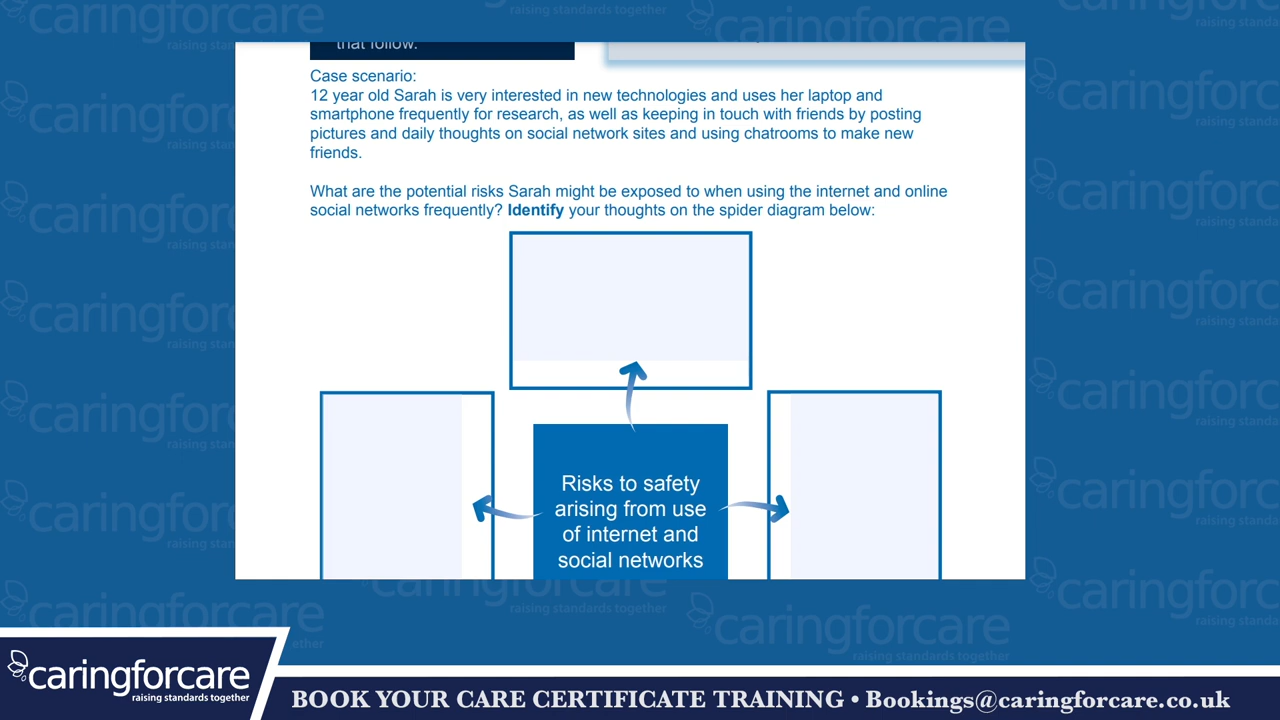 that follow.
Case scenario:
12 year old Sarah is very interested in new technologies and uses her laptop and
smartphone frequently for research, as well as keeping in touch with friends by posting
pictures and daily thoughts on social network sites and using chatrooms to make new
friends.
What are the potential risks Sarah might be exposed to when using the internet and online
social networks frequently? Identify your thoughts on the spider diagram below:
Risks to safety
arising from use
of internet and
social networks
caringforcare
raising standards together
BOOK YOUR CARE CERTIFICATE TRAINING • Bookings@caringforcare.co.uk